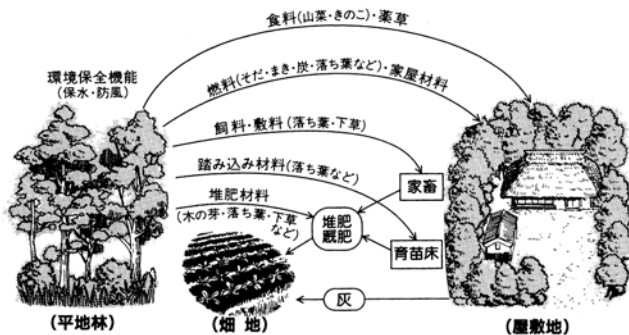 食料(山菜・きのこ)・薬草
環境保全機能
(保水・防風)
燃料(そだ・まき・炭・落ち葉など)・家屋材料
飼料・敷料(落ち葉・下草)
踏み込み材料(落ち葉など)
堆肥材料
(木の芽・落ち葉・下草
など)
家畜
堆肥
厩肥
育苗床
灰
(平地林)
(畑 地)
(屋敷地)